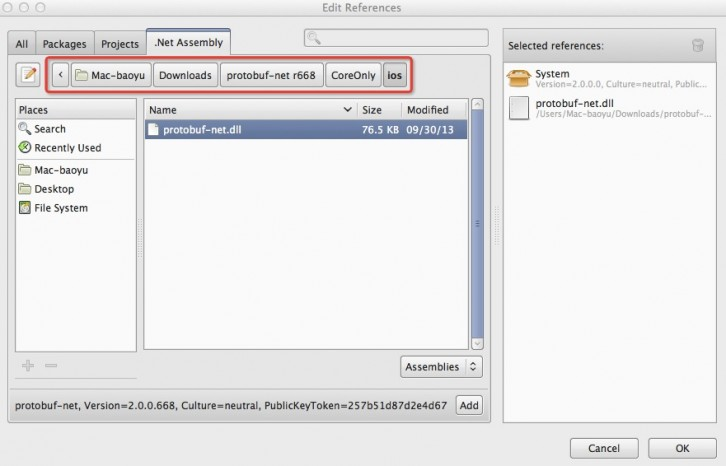 Edit References
All Packages Projects .Net Assembly
Selected references:
< Mac-baoyu Downloads protobuf-net r668 CoreOnly ios
System
Version=2.0.0.0, Culture=neutral, Public...
protobuf-net.dll
/Users/Mac-baoyu/Downloads/protobuf-...
Places
Search
Recently Used
Mac-baoyu
Desktop
File System
Name Size Modified
protobuf-net.dll 76.5 KB 09/30/13
Assemblies
protobuf-net, Version=2.0.0.668, Culture=neutral, PublicKeyToken=257b51d87d2e4d67 Add
Cancel OK